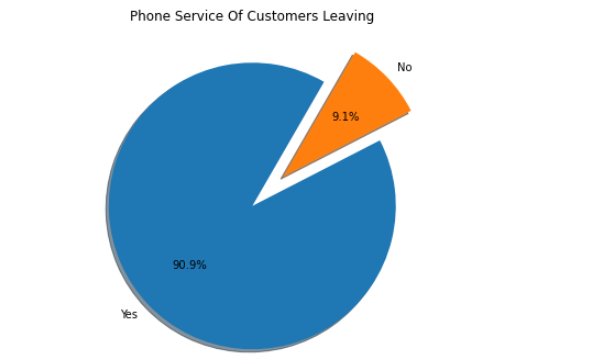 Phone Service Of Customers Leaving
No
9.1%
90.9%
Yes